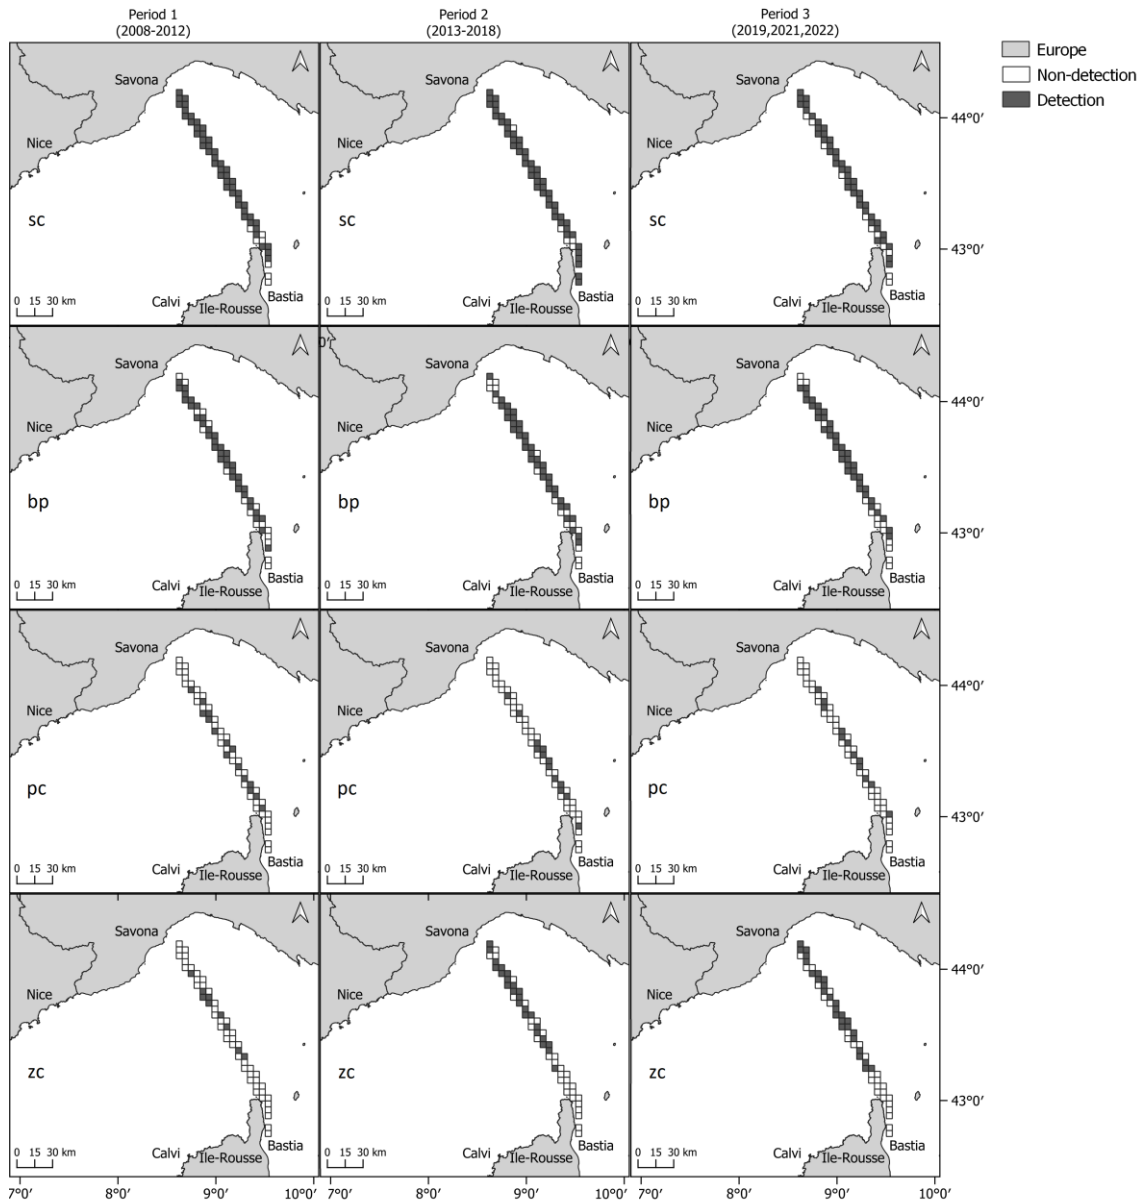 Period 1
(2008-2012)
Period 2
(2013-2018)
Period 3
(2019,2021,2022)
Europe
Non-detection
Detection
Savona
Nice
sc
Calvi
Ile-Rousse
Bastia
0 15 30 km
Savona
Nice
sc
Calvi
Ile-Rousse
Bastia
0 15 30 km
Savona
Nice
sc
Calvi
Ile-Rousse
Bastia
0 15 30 km
44°0′
43°0′
Savona
Nice
bp
Calvi
Ile-Rousse
Bastia
0 15 30 km
0′
Savona
Nice
bp
Calvi
Ile-Rousse
Bastia
0 15 30 km
Savona
Nice
bp
Calvi
Ile-Rousse
Bastia
0 15 30 km
44°0′
43°0′
Savona
Nice
pc
Calvi
Ile-Rousse
Bastia
0 15 30 km
Savona
Nice
pc
Calvi
Ile-Rousse
Bastia
0 15 30 km
Savona
Nice
pc
Calvi
Ile-Rousse
Bastia
0 15 30 km
44°0′
43°0′
Savona
Nice
zc
Calvi
Ile-Rousse
Bastia
0 15 30 km
Savona
Nice
zc
Calvi
Ile-Rousse
Bastia
0 15 30 km
Savona
Nice
zc
Calvi
Ile-Rousse
Bastia
0 15 30 km
44°0′
43°0′
7°0′ 8°0′ 9°0′ 10°0′ 7°0′ 8°0′ 9°0′ 10°0′ 7°0′ 8°0′ 9°0′ 10°0′